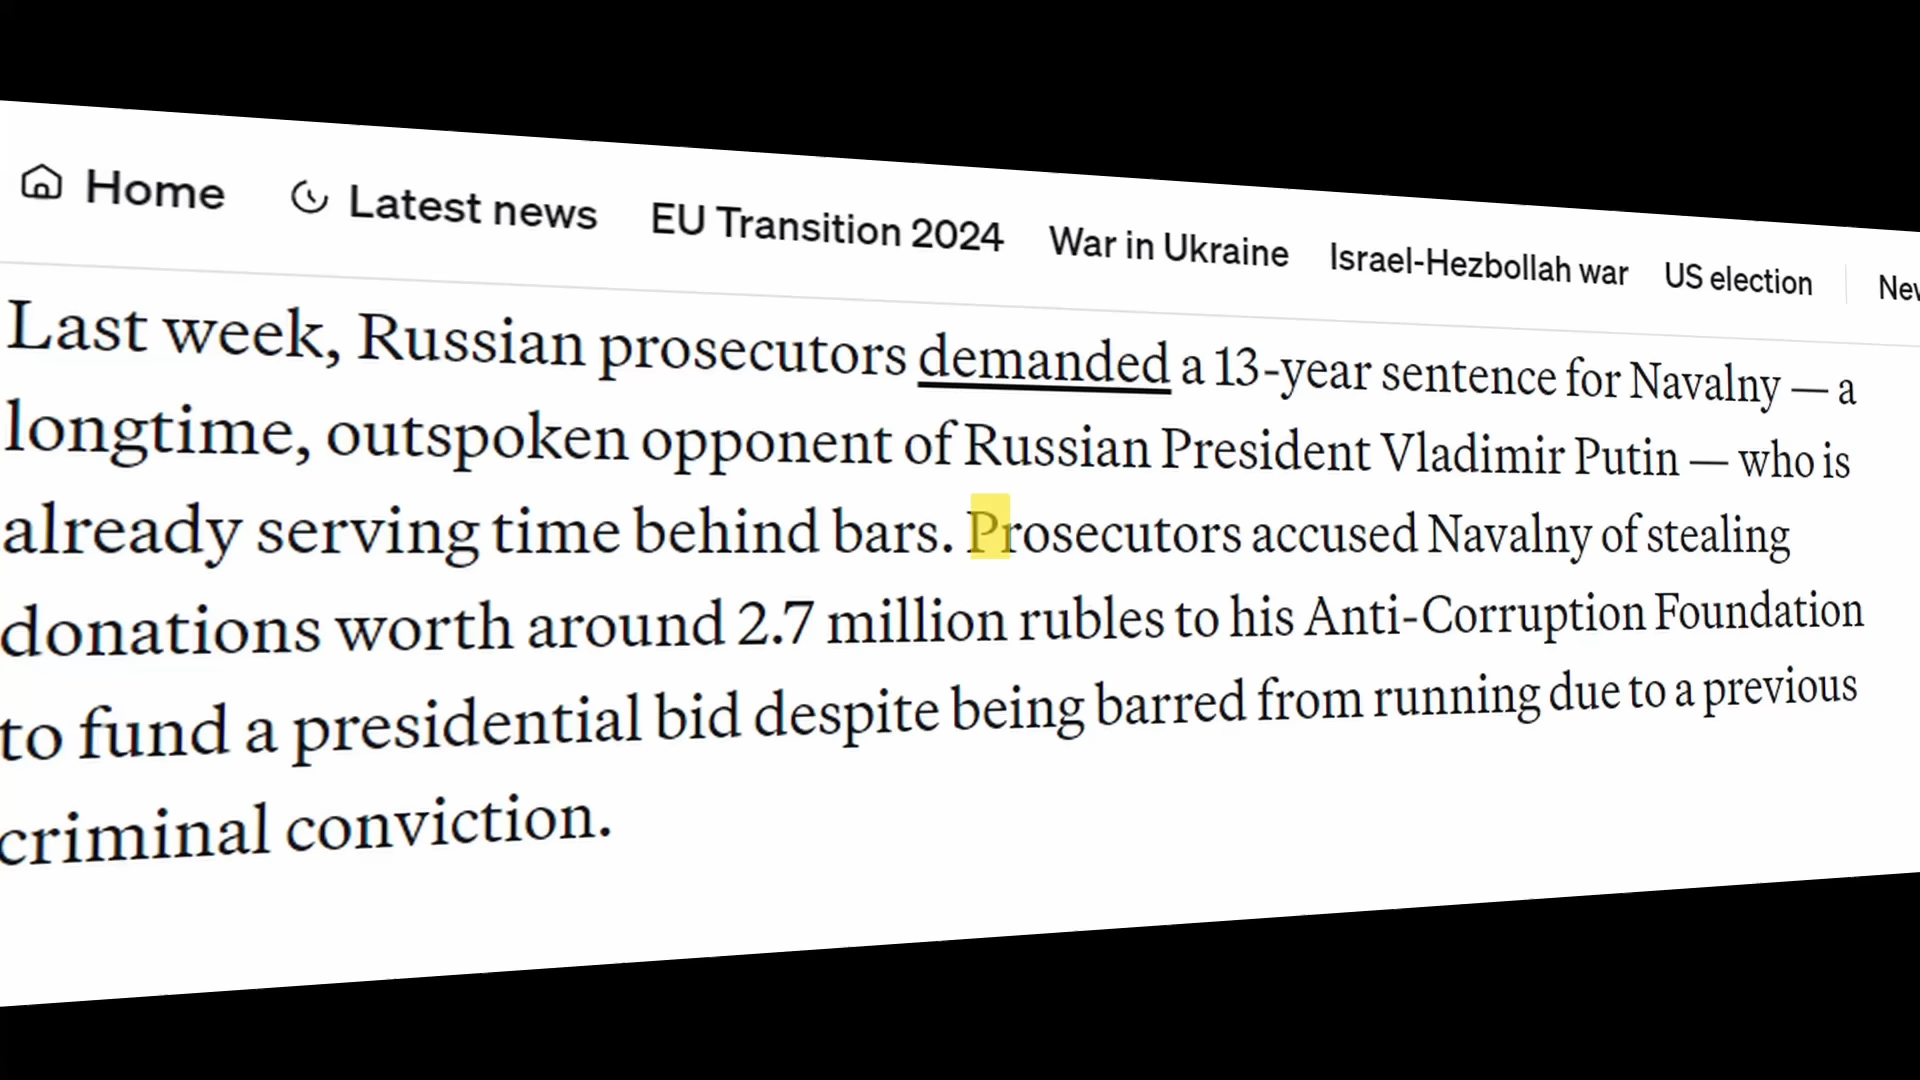 Home Latest news EU Transition 2024 War in Ukraine Israel-Hezbollah war US election
Last week, Russian prosecutors demanded a 13-year sentence for Navalny — a
longtime, outspoken opponent of Russian President Vladimir Putin — who is
already serving time behind bars. Prosecutors accused Navalny of stealing
donations worth around 2.7 million rubles to his Anti-Corruption Foundation
to fund a presidential bid despite being barred from running due to a previous
criminal conviction.